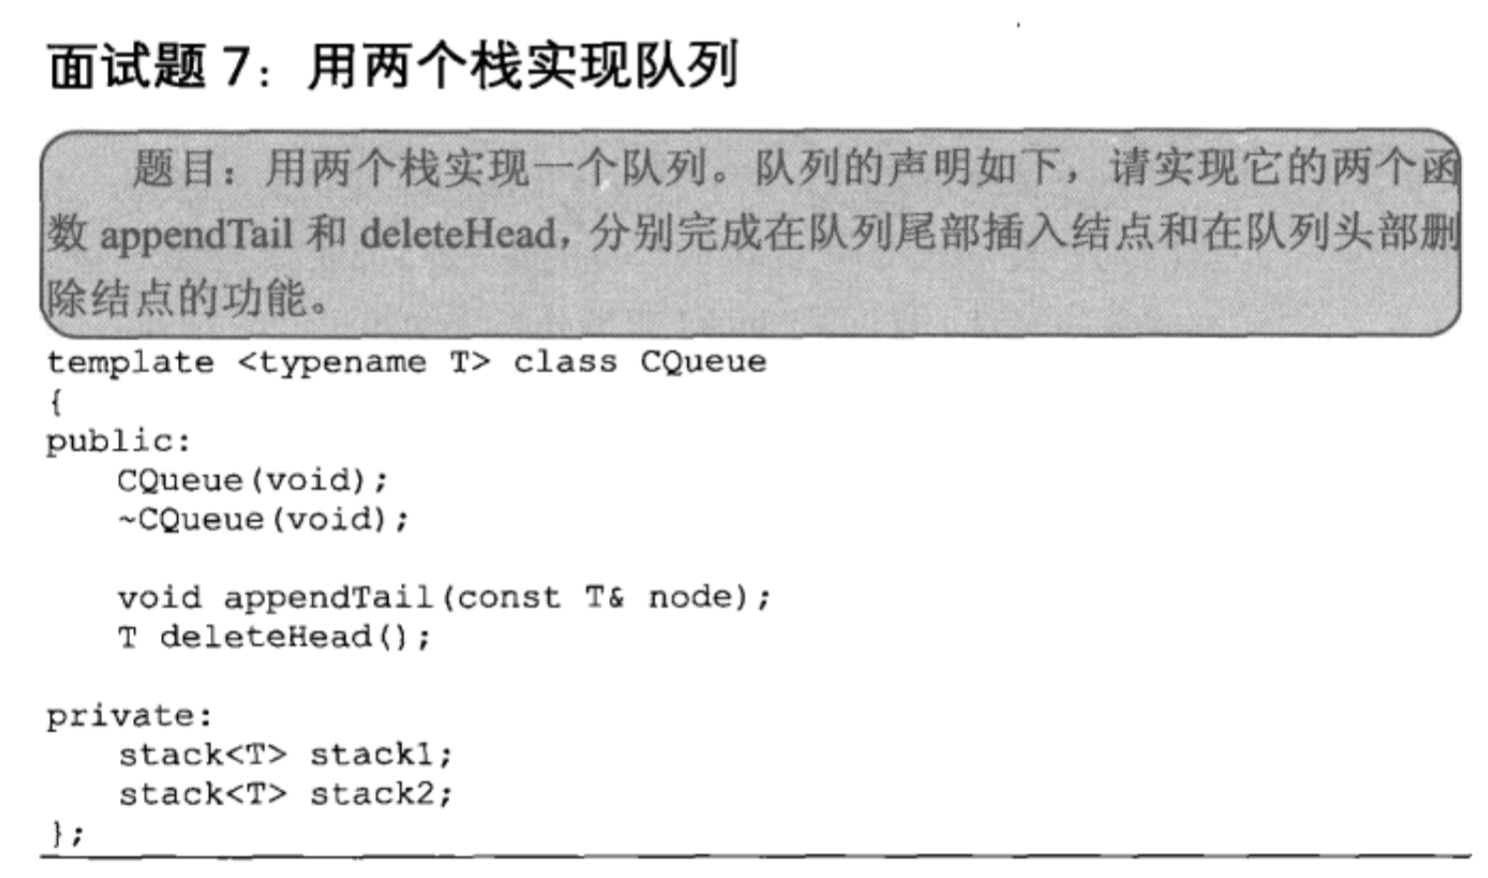 面试题 7：用两个栈实现队列
题目：用两个栈实现一个队列。队列的声明如下，请实现它的两个函
数 appendTail 和 deleteHead，分别完成在队列尾部插入结点和在队列头部删
除结点的功能。
template <typename T> class CQueue
{
public:
    CQueue(void);
    ~CQueue(void);
    void appendTail(const T& node);
    T deleteHead();
private:
    stack<T> stack1;
    stack<T> stack2;
};